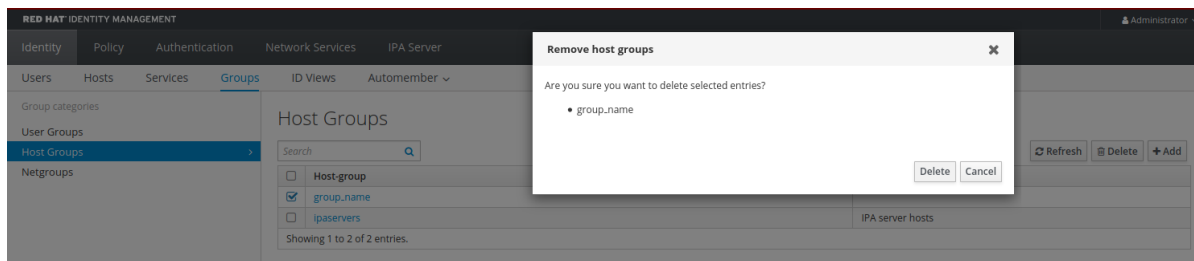 RED HAT® IDENTITY MANAGEMENT
Administrator
Identity Policy Authentication Network Services IPA Server
Users Hosts Services Groups ID Views Automember
Remove host groups
Are you sure you want to delete selected entries?
group_name
Delete Cancel
Group categories
User Groups
Host Groups
Netgroups
Host Groups
Search
Refresh Delete Add
Host-group
group_name
ipaservers IPA server hosts
Showing 1 to 2 of 2 entries.